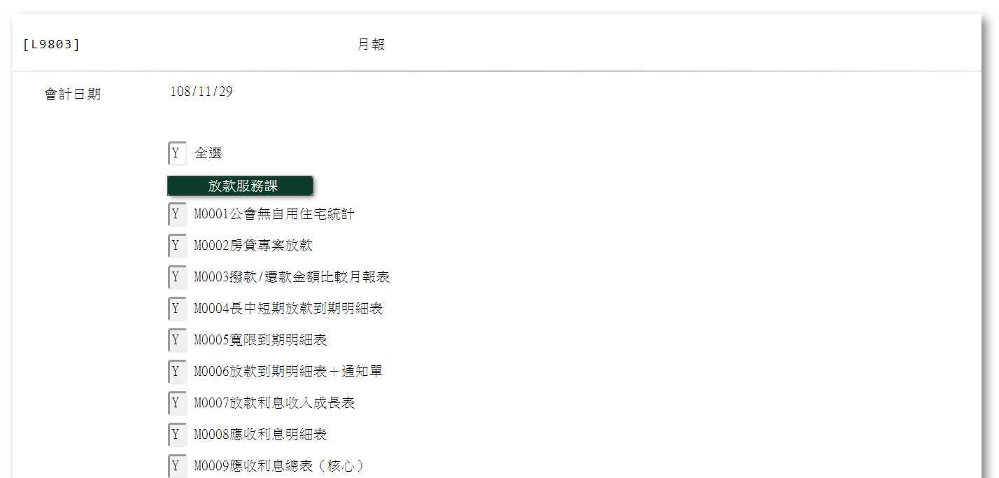 [L9803] 月報
會計日期 108/11/29
Y 全選
放款服務課
Y M0001公會無自用住宅統計
Y M0002房貸專案放款
Y M0003撥款/還款金額比較月報表
Y M0004長中短期放款到期明細表
Y M0005寬限到期明細表
Y M0006放款到期明細表＋通知單
Y M0007放款利息收入成長表
Y M0008應收利息明細表
Y M0009應收利息總表（核心）